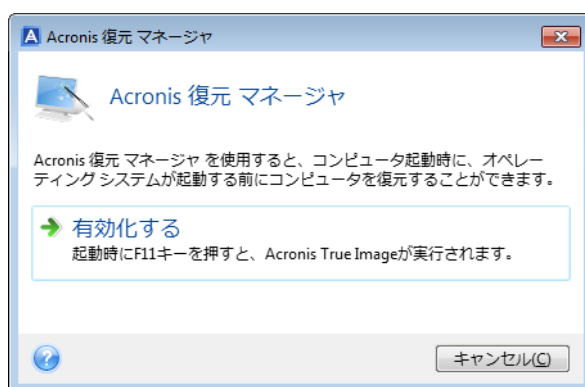 Acronis 復元 マネージャ
Acronis 復元 マネージャ
Acronis 復元 マネージャ を使用すると、コンピュータ起動時に、オペレー
ティング システムが起動する前にコンピュータを復元することができます。
有効化する
起動時にF11キーを押すと、Acronis True Imageが実行されます。
キャンセル(C)